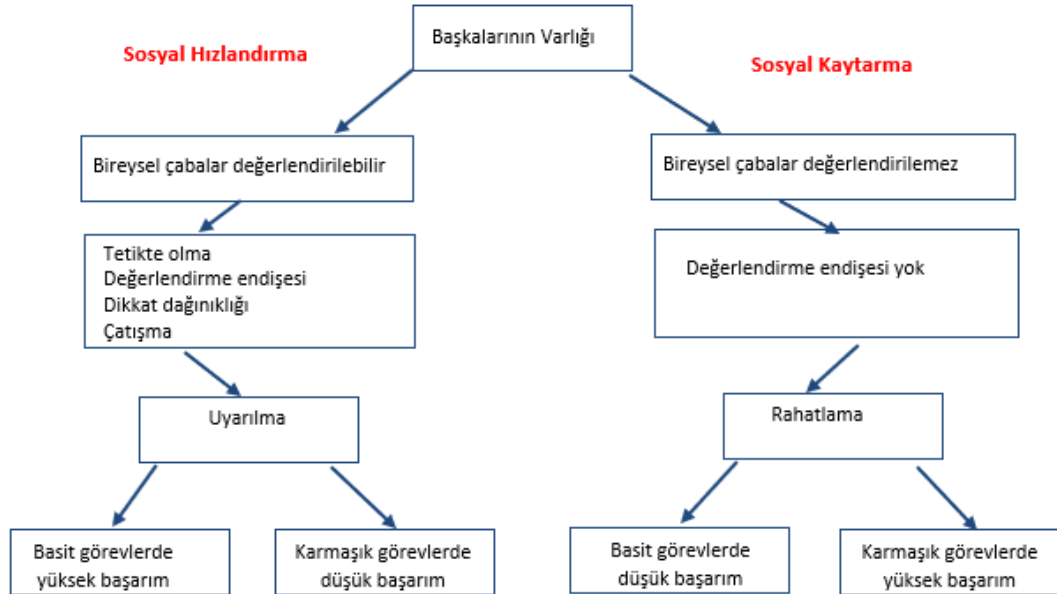 Başkalarının Varlığı
Sosyal Hızlandırma
Sosyal Kaytarma
Bireysel çabalar değerlendirilebilir
Bireysel çabalar değerlendirilemez
Tetikte olma
Değerlendirme endişesi
Dikkat dağınıklığı
Çatışma
Değerlendirme endişesi yok
Uyarılma
Rahatlama
Basit görevlerde
yüksek başarım
Karmaşık görevlerde
düşük başarım
Basit görevlerde
düşük başarım
Karmaşık görevlerde
yüksek başarım